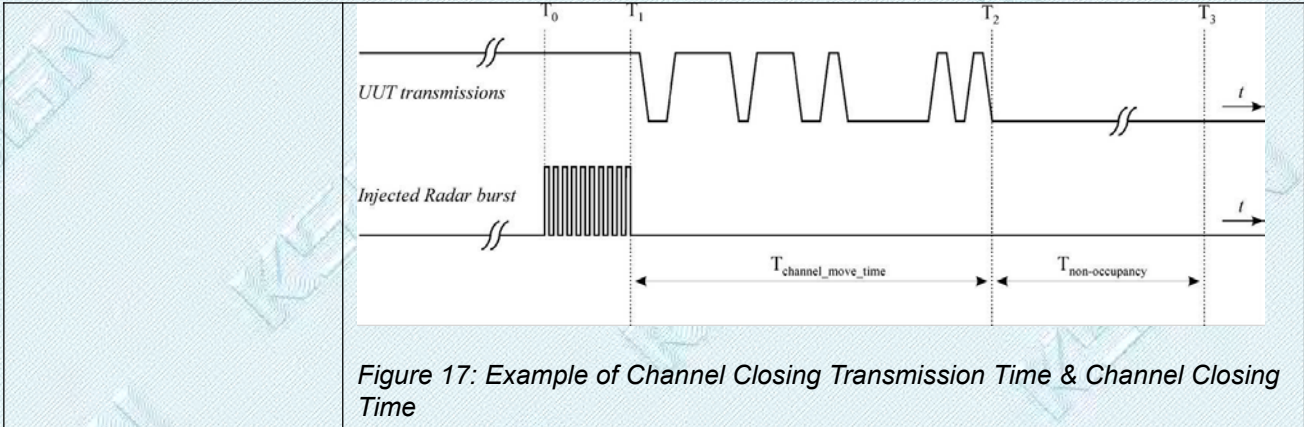 T0 T1 T2 T3
UUT transmissions
t
Injected Radar burst
t
Tchannel_move_time Tnon-occupancy
Figure 17: Example of Channel Closing Transmission Time & Channel Closing
Time